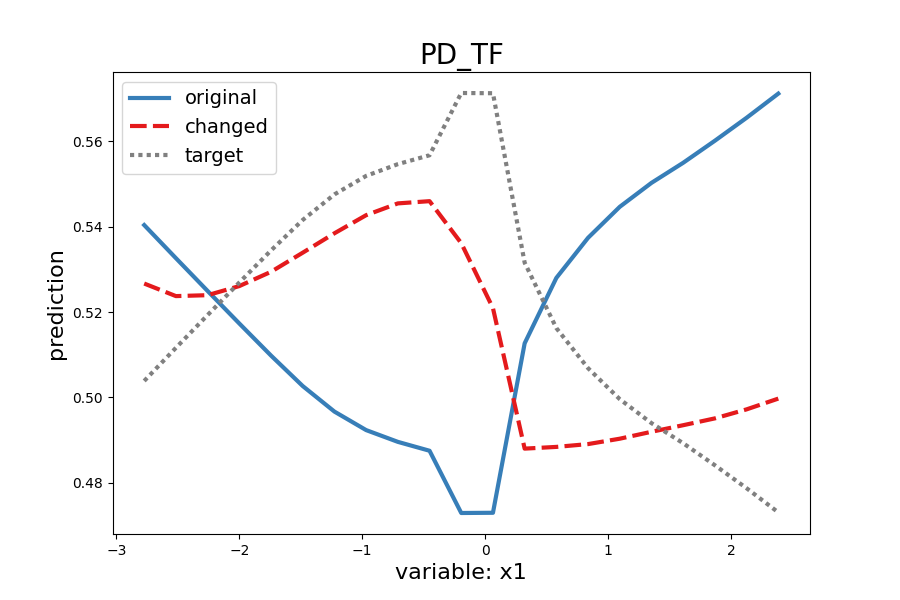 PD_TF
original
changed
target
0.56
0.54
0.52
0.50
0.48
prediction
−3 −2 −1 0 1 2
variable: x1